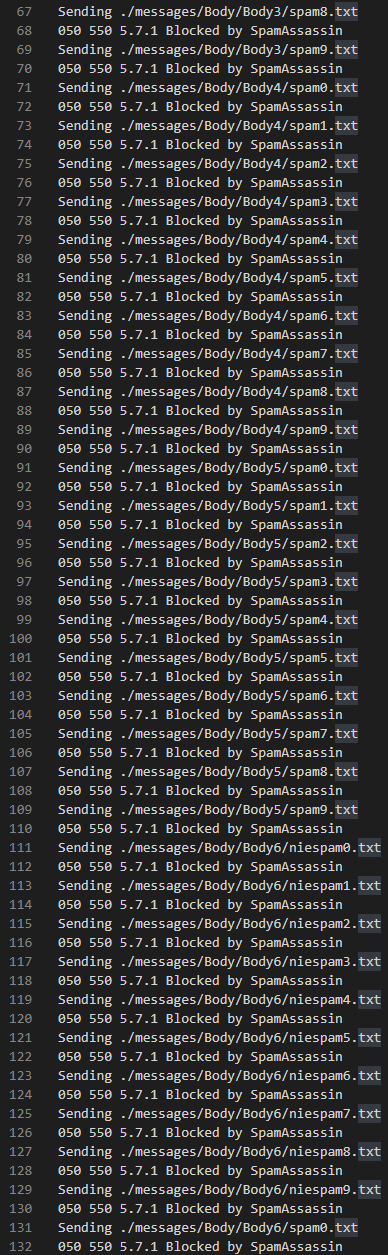 67 Sending ./messages/Body/Body3/spam8.txt
68 050 550 5.7.1 Blocked by SpamAssassin
69 Sending ./messages/Body/Body3/spam9.txt
70 050 550 5.7.1 Blocked by SpamAssassin
71 Sending ./messages/Body/Body4/spam0.txt
72 050 550 5.7.1 Blocked by SpamAssassin
73 Sending ./messages/Body/Body4/spam1.txt
74 050 550 5.7.1 Blocked by SpamAssassin
75 Sending ./messages/Body/Body4/spam2.txt
76 050 550 5.7.1 Blocked by SpamAssassin
77 Sending ./messages/Body/Body4/spam3.txt
78 050 550 5.7.1 Blocked by SpamAssassin
79 Sending ./messages/Body/Body4/spam4.txt
80 050 550 5.7.1 Blocked by SpamAssassin
81 Sending ./messages/Body/Body4/spam5.txt
82 050 550 5.7.1 Blocked by SpamAssassin
83 Sending ./messages/Body/Body4/spam6.txt
84 050 550 5.7.1 Blocked by SpamAssassin
85 Sending ./messages/Body/Body4/spam7.txt
86 050 550 5.7.1 Blocked by SpamAssassin
87 Sending ./messages/Body/Body4/spam8.txt
88 050 550 5.7.1 Blocked by SpamAssassin
89 Sending ./messages/Body/Body4/spam9.txt
90 050 550 5.7.1 Blocked by SpamAssassin
91 Sending ./messages/Body/Body5/spam0.txt
92 050 550 5.7.1 Blocked by SpamAssassin
93 Sending ./messages/Body/Body5/spam1.txt
94 050 550 5.7.1 Blocked by SpamAssassin
95 Sending ./messages/Body/Body5/spam2.txt
96 050 550 5.7.1 Blocked by SpamAssassin
97 Sending ./messages/Body/Body5/spam3.txt
98 050 550 5.7.1 Blocked by SpamAssassin
99 Sending ./messages/Body/Body5/spam4.txt
100 050 550 5.7.1 Blocked by SpamAssassin
101 Sending ./messages/Body/Body5/spam5.txt
102 050 550 5.7.1 Blocked by SpamAssassin
103 Sending ./messages/Body/Body5/spam6.txt
104 050 550 5.7.1 Blocked by SpamAssassin
105 Sending ./messages/Body/Body5/spam7.txt
106 050 550 5.7.1 Blocked by SpamAssassin
107 Sending ./messages/Body/Body5/spam8.txt
108 050 550 5.7.1 Blocked by SpamAssassin
109 Sending ./messages/Body/Body5/spam9.txt
110 050 550 5.7.1 Blocked by SpamAssassin
111 Sending ./messages/Body/Body6/niespam0.txt
112 050 550 5.7.1 Blocked by SpamAssassin
113 Sending ./messages/Body/Body6/niespam1.txt
114 050 550 5.7.1 Blocked by SpamAssassin
115 Sending ./messages/Body/Body6/niespam2.txt
116 050 550 5.7.1 Blocked by SpamAssassin
117 Sending ./messages/Body/Body6/niespam3.txt
118 050 550 5.7.1 Blocked by SpamAssassin
119 Sending ./messages/Body/Body6/niespam4.txt
120 050 550 5.7.1 Blocked by SpamAssassin
121 Sending ./messages/Body/Body6/niespam5.txt
122 050 550 5.7.1 Blocked by SpamAssassin
123 Sending ./messages/Body/Body6/niespam6.txt
124 050 550 5.7.1 Blocked by SpamAssassin
125 Sending ./messages/Body/Body6/niespam7.txt
126 050 550 5.7.1 Blocked by SpamAssassin
127 Sending ./messages/Body/Body6/niespam8.txt
128 050 550 5.7.1 Blocked by SpamAssassin
129 Sending ./messages/Body/Body6/niespam9.txt
130 050 550 5.7.1 Blocked by SpamAssassin
131 Sending ./messages/Body/Body6/spam0.txt
132 050 550 5.7.1 Blocked by SpamAssassin